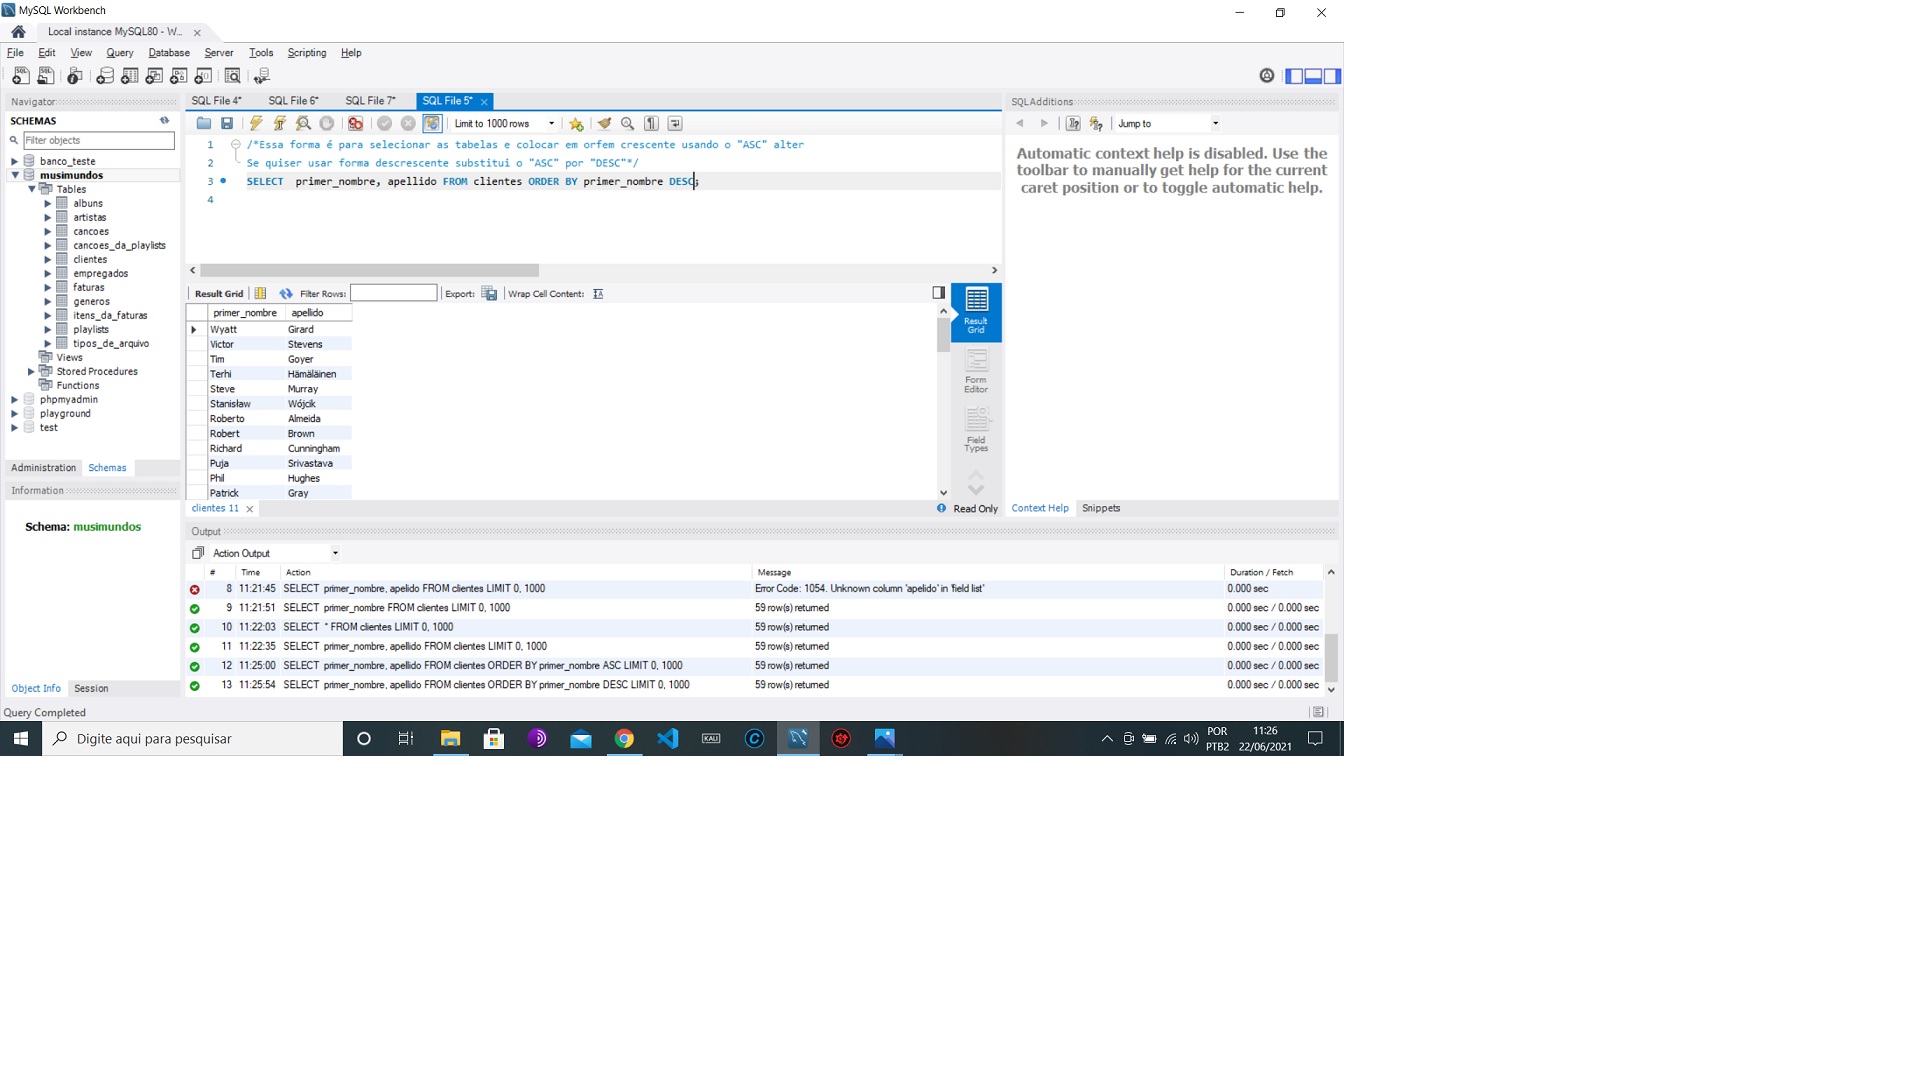 MySQL Workbench
Local instance MySQL80 - W...
File Edit View Query Database Server Tools Scripting Help
Navigator
SCHEMAS
Filter objects
banco_teste
musimundos
Tables
albuns
artistas
cancoes
cancoes_da_playlists
clientes
empregados
faturas
generos
itens_da_faturas
playlists
tipos_de_arquivo
Views
Stored Procedures
Functions
phpmyadmin
playground
test
Administration Schemas
Information
Schema: musimundos
Object Info Session
Query Completed
SQL File 4* SQL File 6* SQL File 7* SQL File 5*
Limit to 1000 rows
1 /*Essa forma é para selecionar as tabelas e colocar em orfem crescente usando o "ASC" alter
2 Se quiser usar forma descrescente substitui o "ASC" por "DESC"*/
3 SELECT primer_nombre, apellido FROM clientes ORDER BY primer_nombre DESC;
4
Result Grid Filter Rows: Export: Wrap Cell Content:
primer_nombre apellido
Wyatt Girard
Victor Stevens
Tim Goyer
Terhi Hämäläinen
Steve Murray
Stanisław Wójcik
Roberto Almeida
Robert Brown
Richard Cunningham
Puja Srivastava
Phil Hughes
Patrick Gray
Result
Grid
Form
Editor
Field
Types
clientes 11 Read Only
SQLAdditions
Jump to
Automatic context help is disabled. Use the
toolbar to manually get help for the current
caret position or to toggle automatic help.
Context Help Snippets
Output
Action Output
# Time Action Message Duration / Fetch
8 11:21:45 SELECT primer_nombre, apelido FROM clientes LIMIT 0, 1000 Error Code: 1054. Unknown column 'apelido' in 'field list' 0.000 sec
9 11:21:51 SELECT primer_nombre FROM clientes LIMIT 0, 1000 59 row(s) returned 0.000 sec / 0.000 sec
10 11:22:03 SELECT * FROM clientes LIMIT 0, 1000 59 row(s) returned 0.000 sec / 0.000 sec
11 11:22:35 SELECT primer_nombre, apellido FROM clientes LIMIT 0, 1000 59 row(s) returned 0.000 sec / 0.000 sec
12 11:25:00 SELECT primer_nombre, apellido FROM clientes ORDER BY primer_nombre ASC LIMIT 0, 1000 59 row(s) returned 0.000 sec / 0.000 sec
13 11:25:54 SELECT primer_nombre, apellido FROM clientes ORDER BY primer_nombre DESC LIMIT 0, 1000 59 row(s) returned 0.000 sec / 0.000 sec
Digite aqui para pesquisar
KALI
POR
PTB2
11:26
22/06/2021